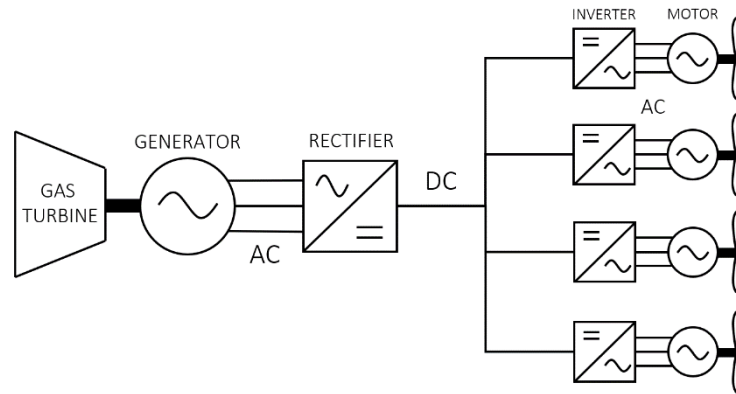 INVERTER
MOTOR
GENERATOR
RECTIFIER
AC
GAS
TURBINE
DC
AC